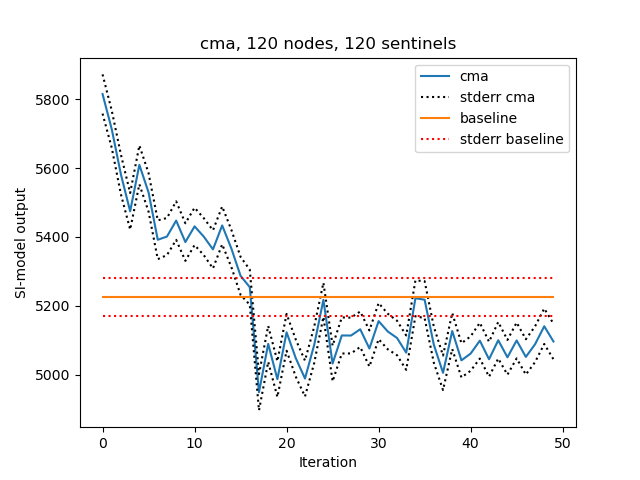 cma, 120 nodes, 120 sentinels
cma
stderr cma
baseline
stderr baseline
SI-model output
5800
5600
5400
5200
5000
0 10 20 30 40 50
Iteration